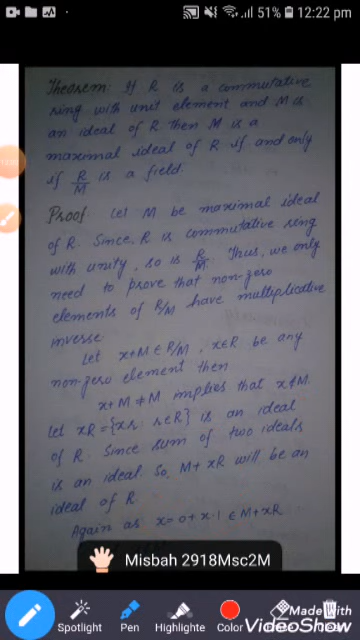 51% 12:22 pm
Theorem: If R is a commutative
ring with unit element and M is
an ideal of R then M is a
maximal ideal of R if and only
if R/M is a field.
Proof: Let M be maximal ideal
of R. Since R is commutative ring
with unity, so is R/M. Thus, we only
need to prove that non-zero
elements of R/M have multiplicative
inverse
Let x+M ∈ R/M, x∈R be any
non-zero element then
x+M ≠ M implies that x∉M.
Let xR = {xr : r∈R} is an ideal
of R. Since sum of two ideals
is an ideal. So, M+xR will be an
ideal of R.
Again as x = 0+x·1 ∈ M+xR
Misbah 2918Msc2M
Spotlight Pen Highlighte Color
Made with
VideoShow